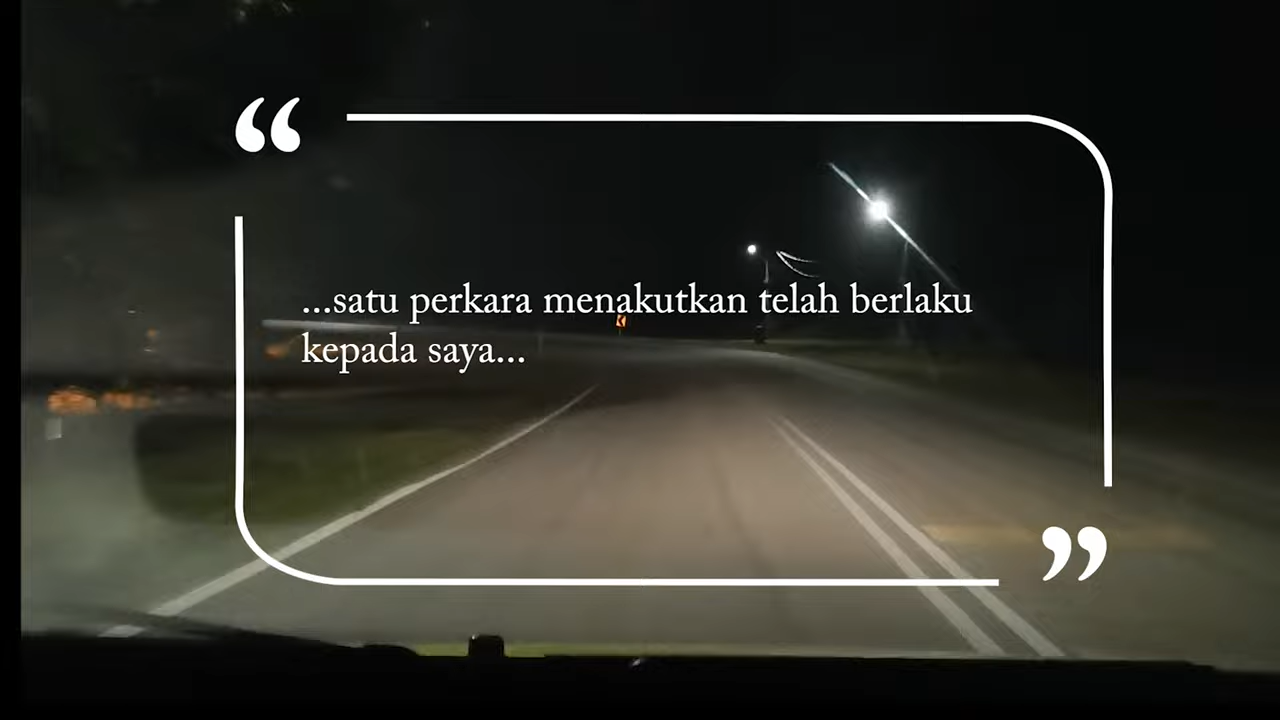 “
...satu perkara menakutkan telah berlaku
kepada saya...
”